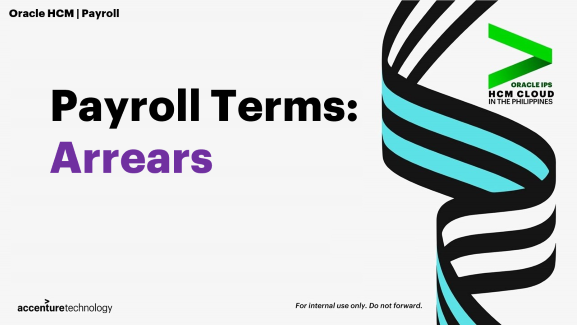 Oracle HCM | Payroll
ORACLE IPS
HCM CLOUD
IN THE PHILIPPINES
Payroll Terms:
Arrears
accenturetechnology
For internal use only. Do not forward.